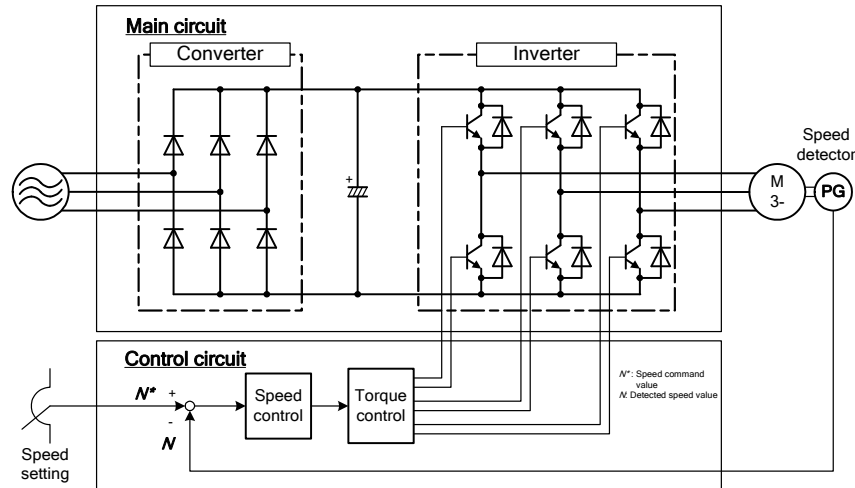 Main circuit
Converter
Inverter
Speed
detector
+
M
3~
PG
Control circuit
N*: Speed command
value
N: Detected speed value
N*
+
-
N
Speed
control
Torque
control
Speed
setting